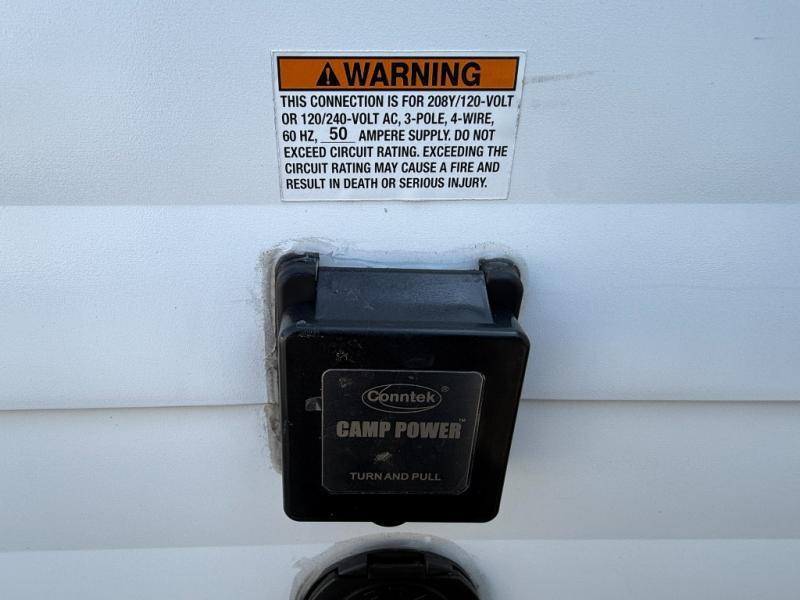 WARNING
THIS CONNECTION IS FOR 208Y/120-VOLT
OR 120/240-VOLT AC, 3-POLE, 4-WIRE,
60 HZ, 50 AMPERE SUPPLY. DO NOT
EXCEED CIRCUIT RATING. EXCEEDING THE
CIRCUIT RATING MAY CAUSE A FIRE AND
RESULT IN DEATH OR SERIOUS INJURY.
Conntek®
CAMP POWER™
TURN AND PULL